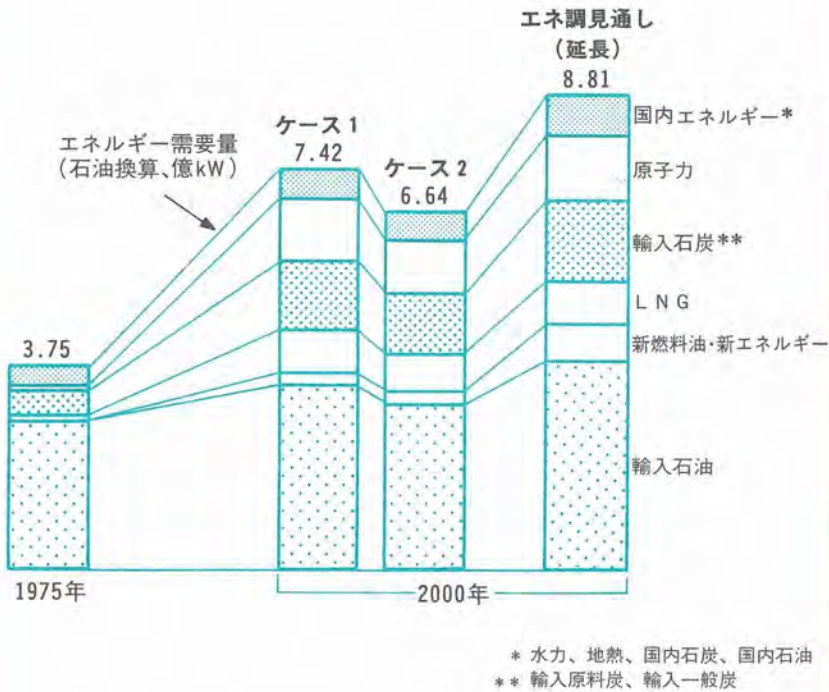 エネ調見通し
(延長)
8.81
エネルギー需要量
(石油換算、億kW)
ケース1
7.42
ケース2
6.64
3.75
国内エネルギー*
原子力
輸入石炭**
LNG
新燃料油・新エネルギー
輸入石油
1975年
2000年
* 水力、地熱、国内石炭、国内石油
** 輸入原料炭、輸入一般炭